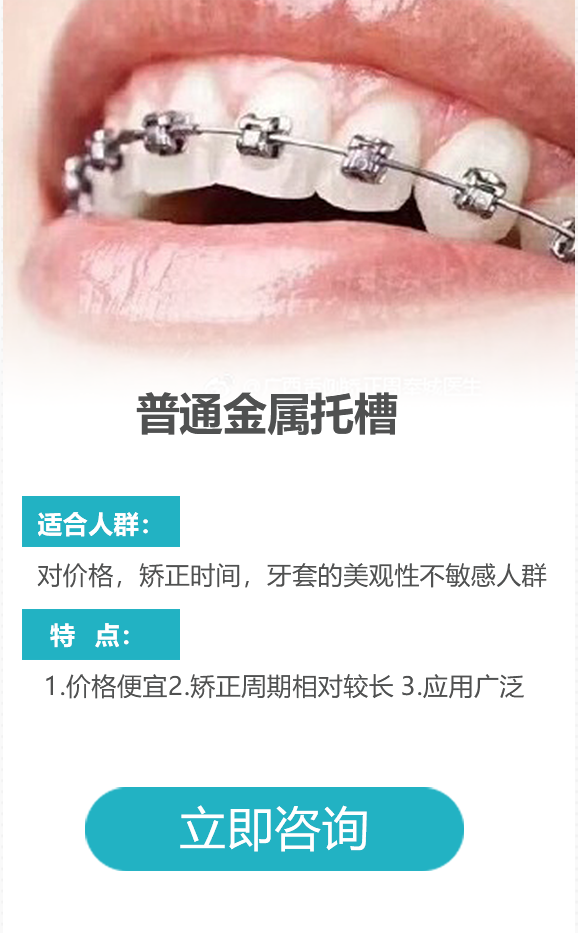 普通金属托槽
适合人群：
对价格，矫正时间，牙套的美观性不敏感人群
特 点：
1.价格便宜2.矫正周期相对较长 3.应用广泛
立即咨询